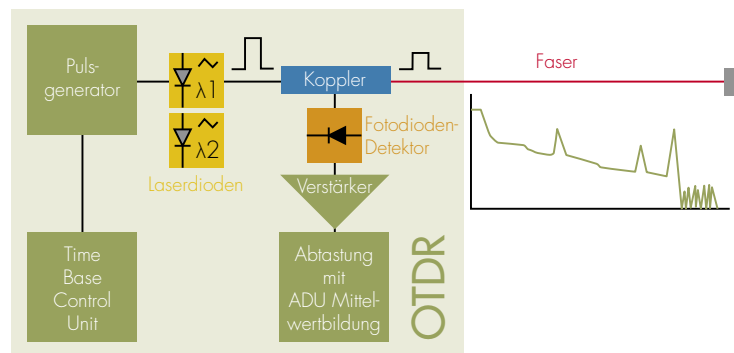 Puls-
generator
λ1
λ2
Laserdioden
Koppler
Faser
Fotodioden-
Detektor
Verstärker
Time
Base
Control
Unit
Abtastung
mit
ADU Mittel-
wertbildung
OTDR